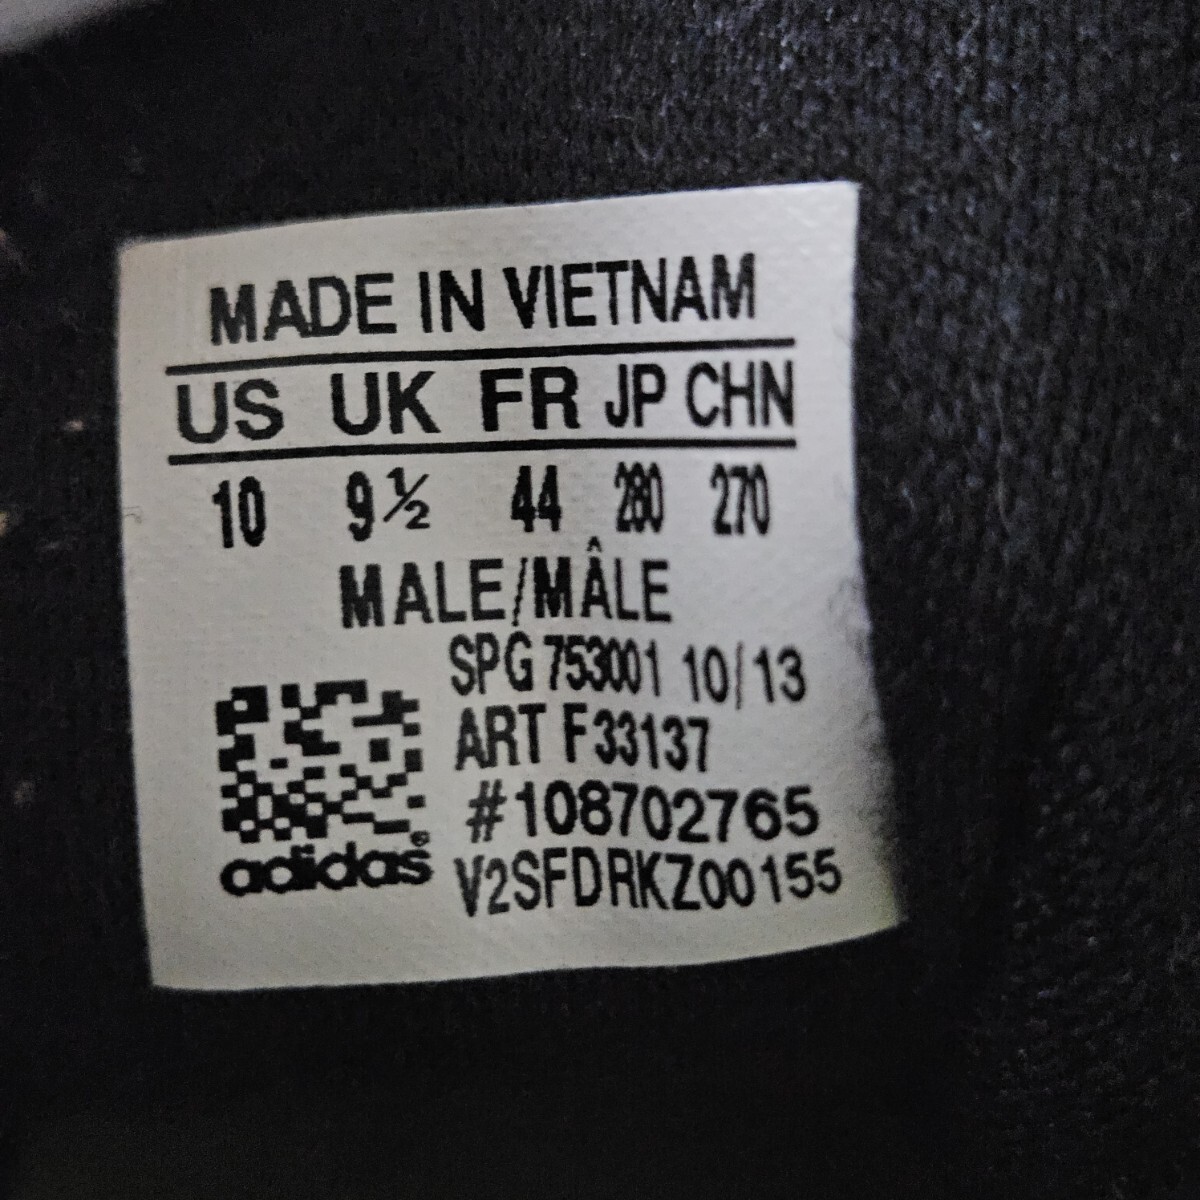 MADE IN VIETNAM
US UK FR JP CHN
10 9½ 44 280 270
MALE/MÂLE
SPG 753001 10/13
ART F33137
#108702765
adidas®
V2SFDRKZ00155